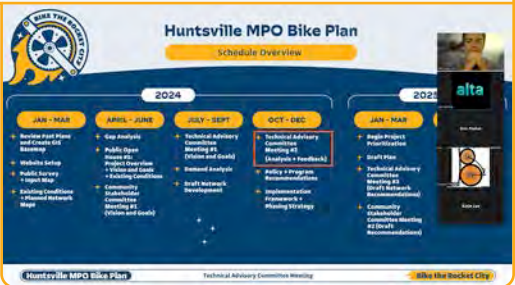 BIKE THE ROCKET CITY
Huntsville MPO Bike Plan
Schedule Overview
2024
JAN - MAR
+ Review Past Plans
and Create GIS
Basemap
+ Website Setup
+ Public Survey
+ Input Map
+ Existing Conditions
+ Planned Network
Maps
APRIL - JUNE
+ Gap Analysis
+ Public Open
House #1:
Project Overview
+ Vision and Goals
+ Existing Conditions
+ Community
Stakeholder
Committee
Meeting #1
(Vision and Goals)
JULY - SEPT
+ Technical Advisory
Committee
Meeting #1
(Vision and Goals)
+ Demand Analysis
+ Draft Network
Development
OCT - DEC
+ Technical Advisory
Committee
Meeting #2
(Analysis + Feedback)
+ Policy + Program
Recommendations
+ Implementation
Framework +
Phasing Strategy
2025
JAN - MAR
+ Begin Project
Prioritization
+ Draft Plan
+ Technical Advisory
Committee
Meeting #3
(Draft Network
Recommendations)
+ Community
Stakeholder
Committee Meeting
#2 (Draft
Recommendations)
alta
Huntsville MPO Bike Plan
Technical Advisory Committee Meeting
Bike the Rocket City